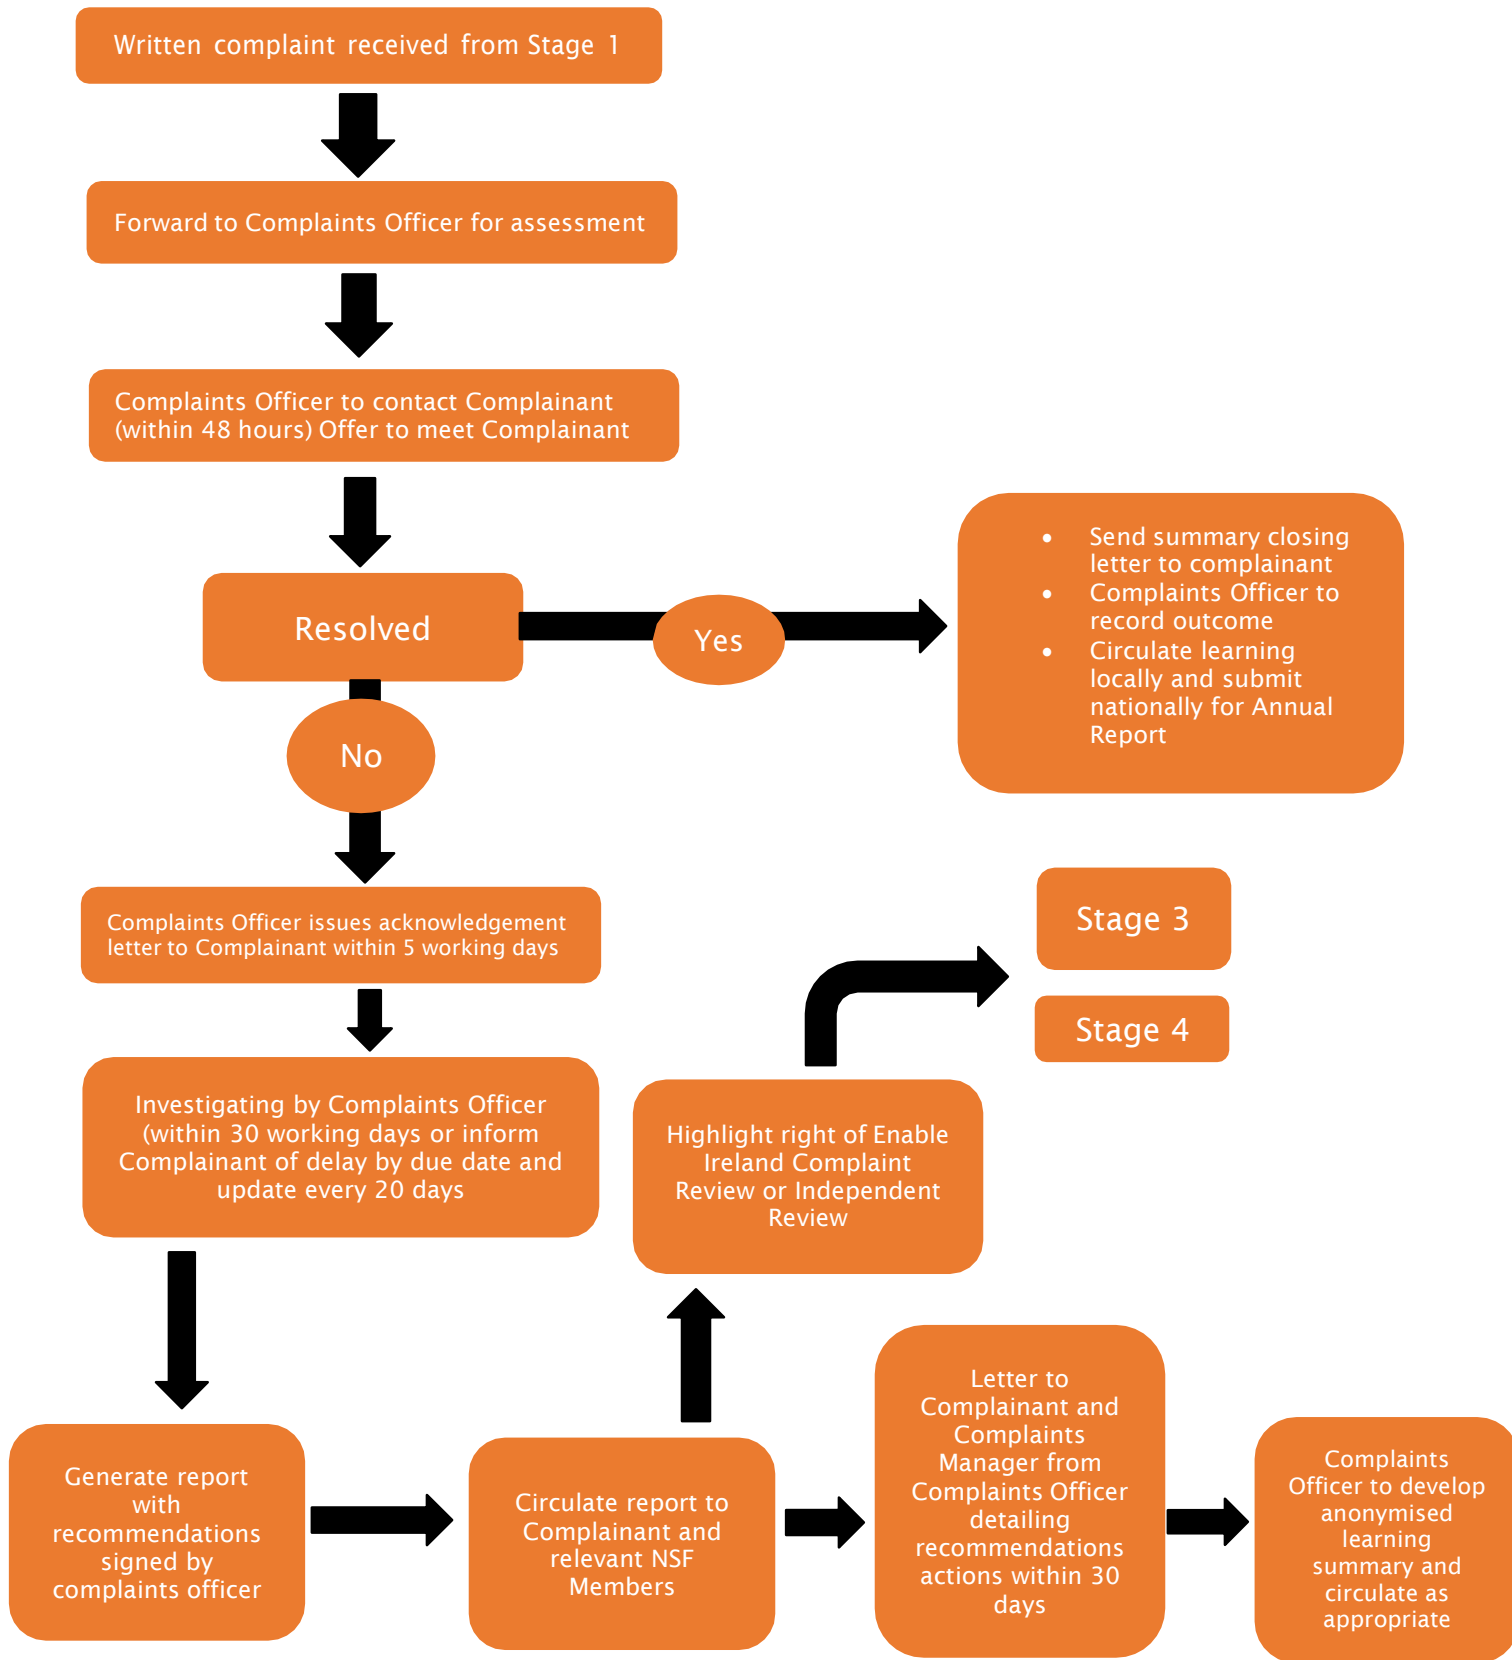 Written complaint received from Stage 1
Forward to Complaints Officer for assessment
Complaints Officer to contact Complainant
(within 48 hours) Offer to meet Complainant
Resolved
Yes
• Send summary closing
letter to complainant
• Complaints Officer to
record outcome
• Circulate learning
locally and submit
nationally for Annual
Report
No
Complaints Officer issues acknowledgement
letter to Complainant within 5 working days
Stage 3
Stage 4
Investigating by Complaints Officer
(within 30 working days or inform
Complainant of delay by due date and
update every 20 days
Highlight right of Enable
Ireland Complaint
Review or Independent
Review
Generate report
with
recommendations
signed by
complaints officer
Circulate report to
Complainant and
relevant NSF
Members
Letter to
Complainant and
Complaints
Manager from
Complaints Officer
detailing
recommendations
actions within 30
days
Complaints
Officer to develop
anonymised
learning
summary and
circulate as
appropriate